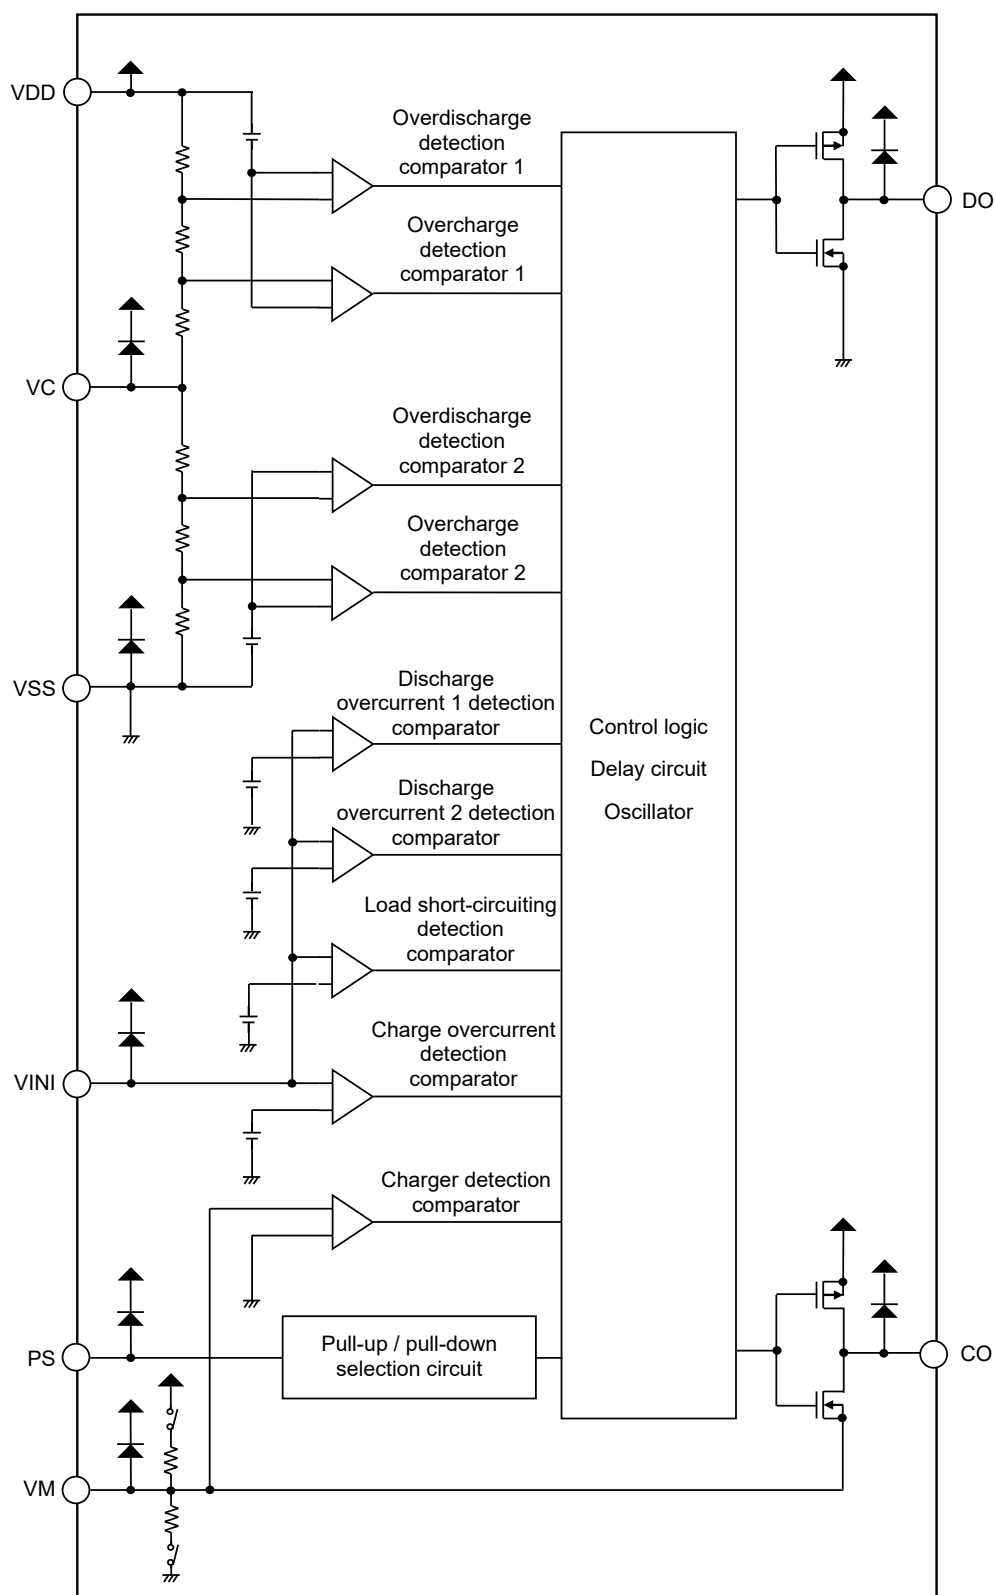 VDD
Overdischarge
detection
comparator 1
DO
Overcharge
detection
comparator 1
VC
Overdischarge
detection
comparator 2
Overcharge
detection
comparator 2
VSS
Discharge
overcurrent 1 detection
comparator
Control logic
Delay circuit
Oscillator
Discharge
overcurrent 2 detection
comparator
Load short-circuiting
detection
comparator
Charge overcurrent
detection
comparator
VINI
Charger detection
comparator
Pull-up / pull-down
selection circuit
PS
CO
VM